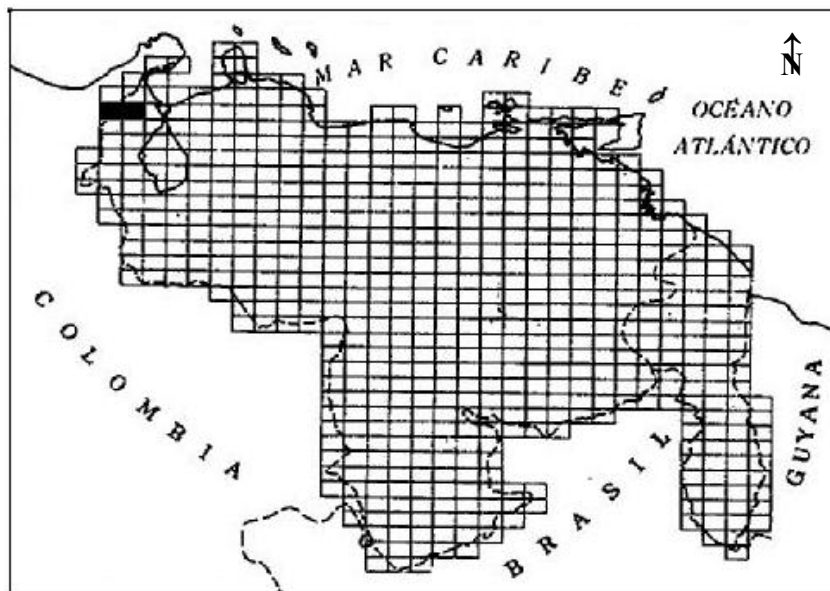 MAR CARIBE
N
OCÉANO
ATLÁNTICO
COLOMBIA
GUYANA
BRASIL